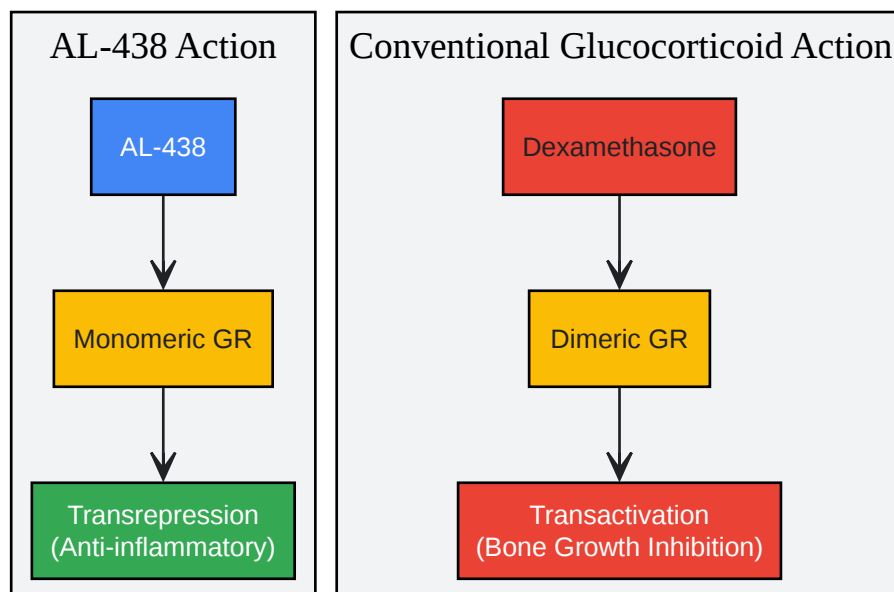 AL-438 Action
AL-438
Monomeric GR
Transrepression
(Anti-inflammatory)
Conventional Glucocorticoid Action
Dexamethasone
Dimeric GR
Transactivation
(Bone Growth Inhibition)